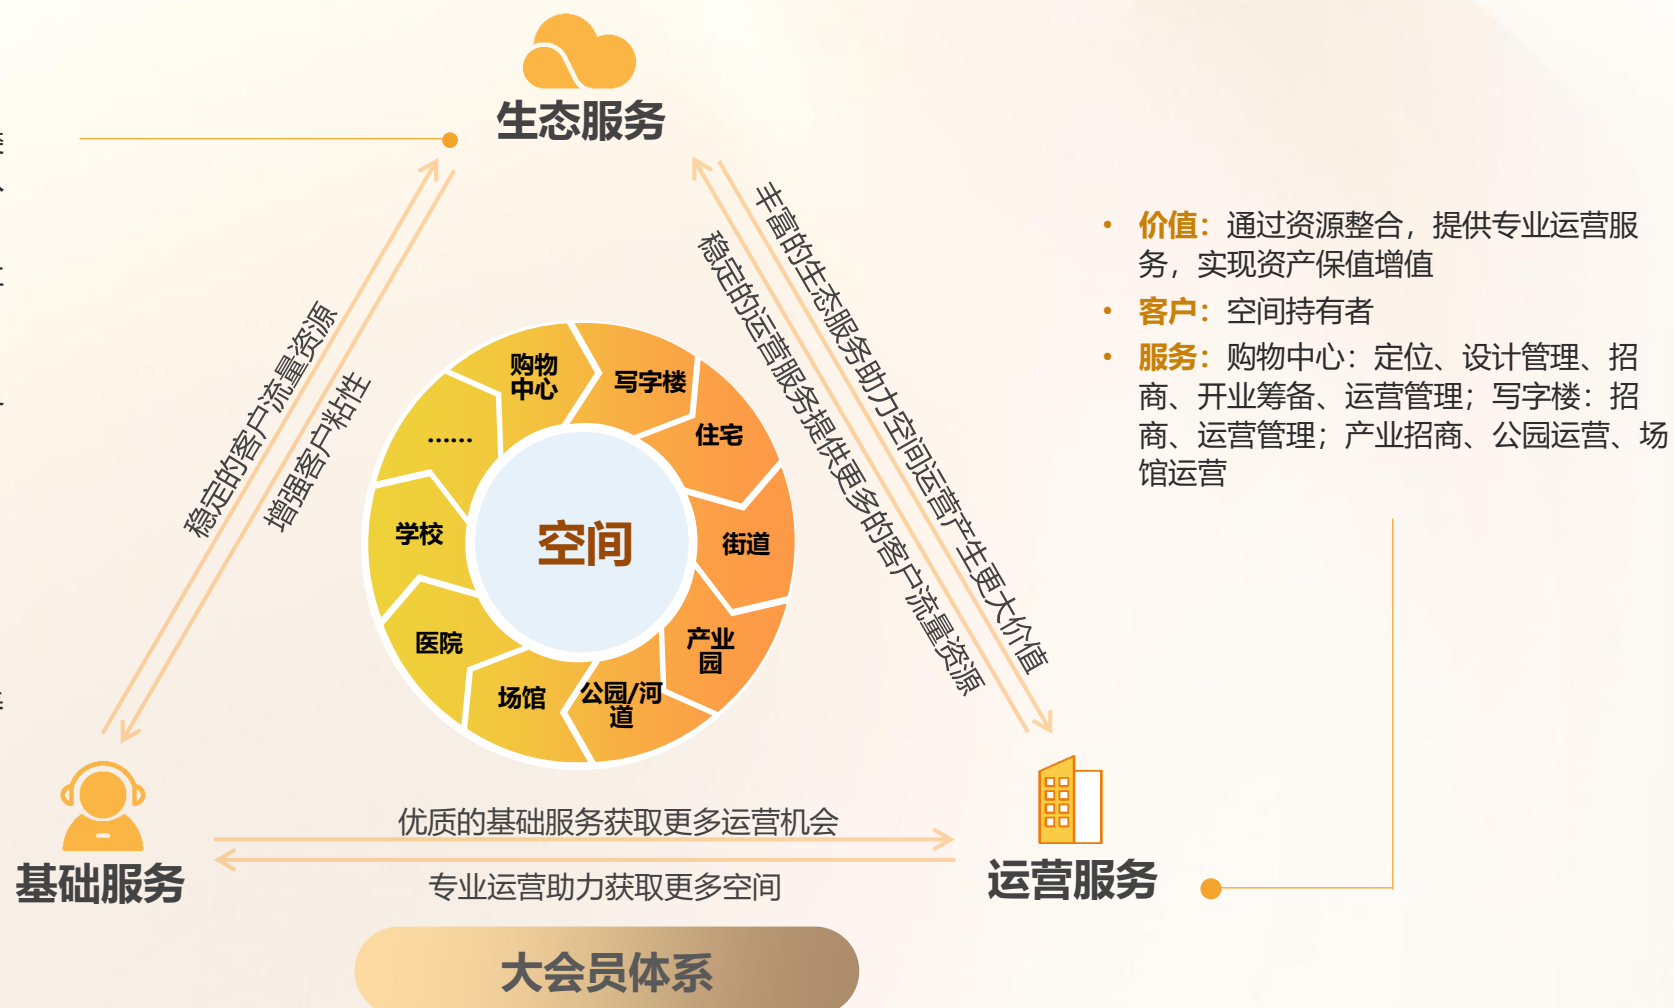 生态服务
稳定的客户流量资源
增强客户粘性
丰富的生态服务助力空间运营产生更大价值
稳定的运营服务提供更多的客户流量资源
购物
中心
写字楼
住宅
街道
产业
园
公园/河
道
场馆
医院
学校
......
空间
• 价值：通过资源整合，提供专业运营服
务，实现资产保值增值
• 客户：空间持有者
• 服务：购物中心：定位、设计管理、招
商、开业筹备、运营管理；写字楼：招
商、运营管理；产业招商、公园运营、场
馆运营
优质的基础服务获取更多运营机会
专业运营助力获取更多空间
基础服务
运营服务
大会员体系